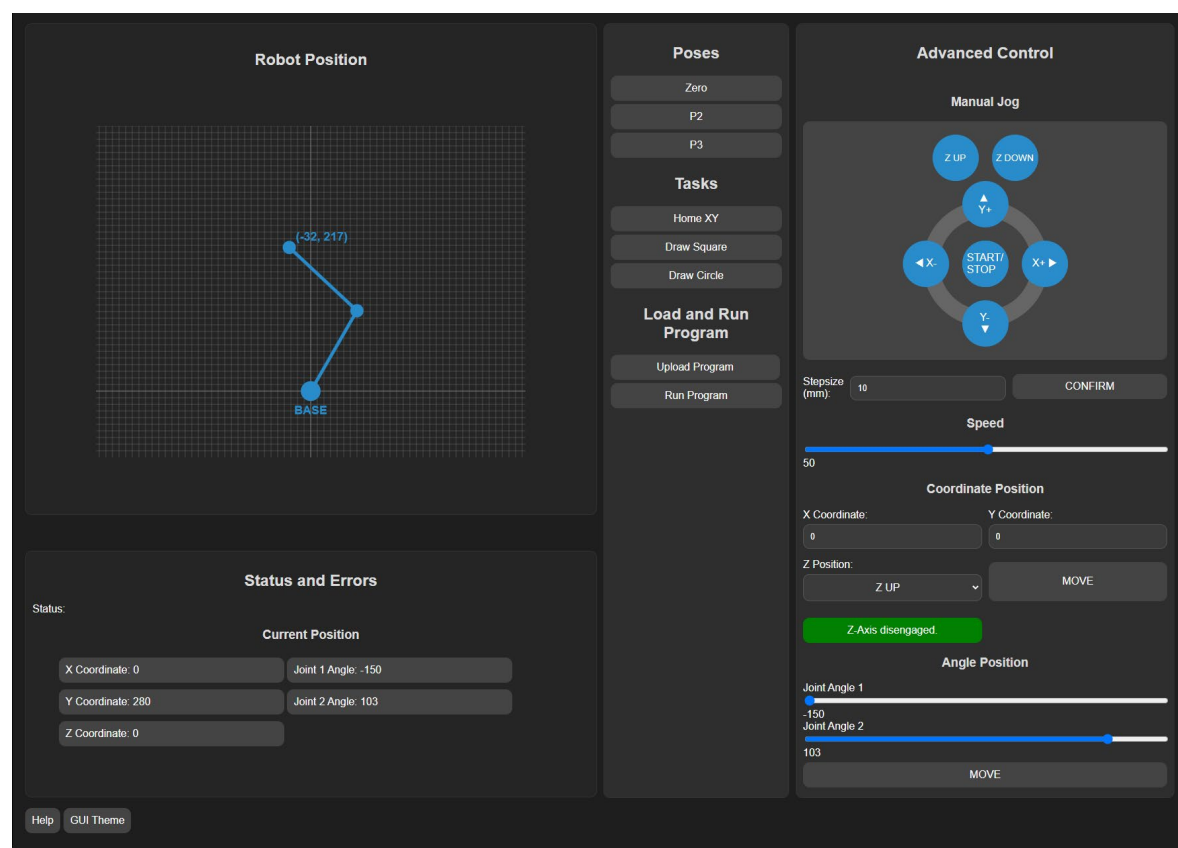 Robot Position
(-32, 217)
BASE
Status and Errors
Status:
Current Position
X Coordinate: 0
Joint 1 Angle: -150
Y Coordinate: 280
Joint 2 Angle: 103
Z Coordinate: 0
Help
GUI Theme
Poses
Zero
P2
P3
Tasks
Home XY
Draw Square
Draw Circle
Load and Run
Program
Upload Program
Run Program
Advanced Control
Manual Jog
Z UP
Z DOWN
▲
Y+
◀ X-
START/
STOP
X+ ▶
Y-
▼
Stepsize
(mm):
10
CONFIRM
Speed
50
Coordinate Position
X Coordinate:
Y Coordinate:
0
0
Z Position:
Z UP
MOVE
Z-Axis disengaged.
Angle Position
Joint Angle 1
-150
Joint Angle 2
103
MOVE